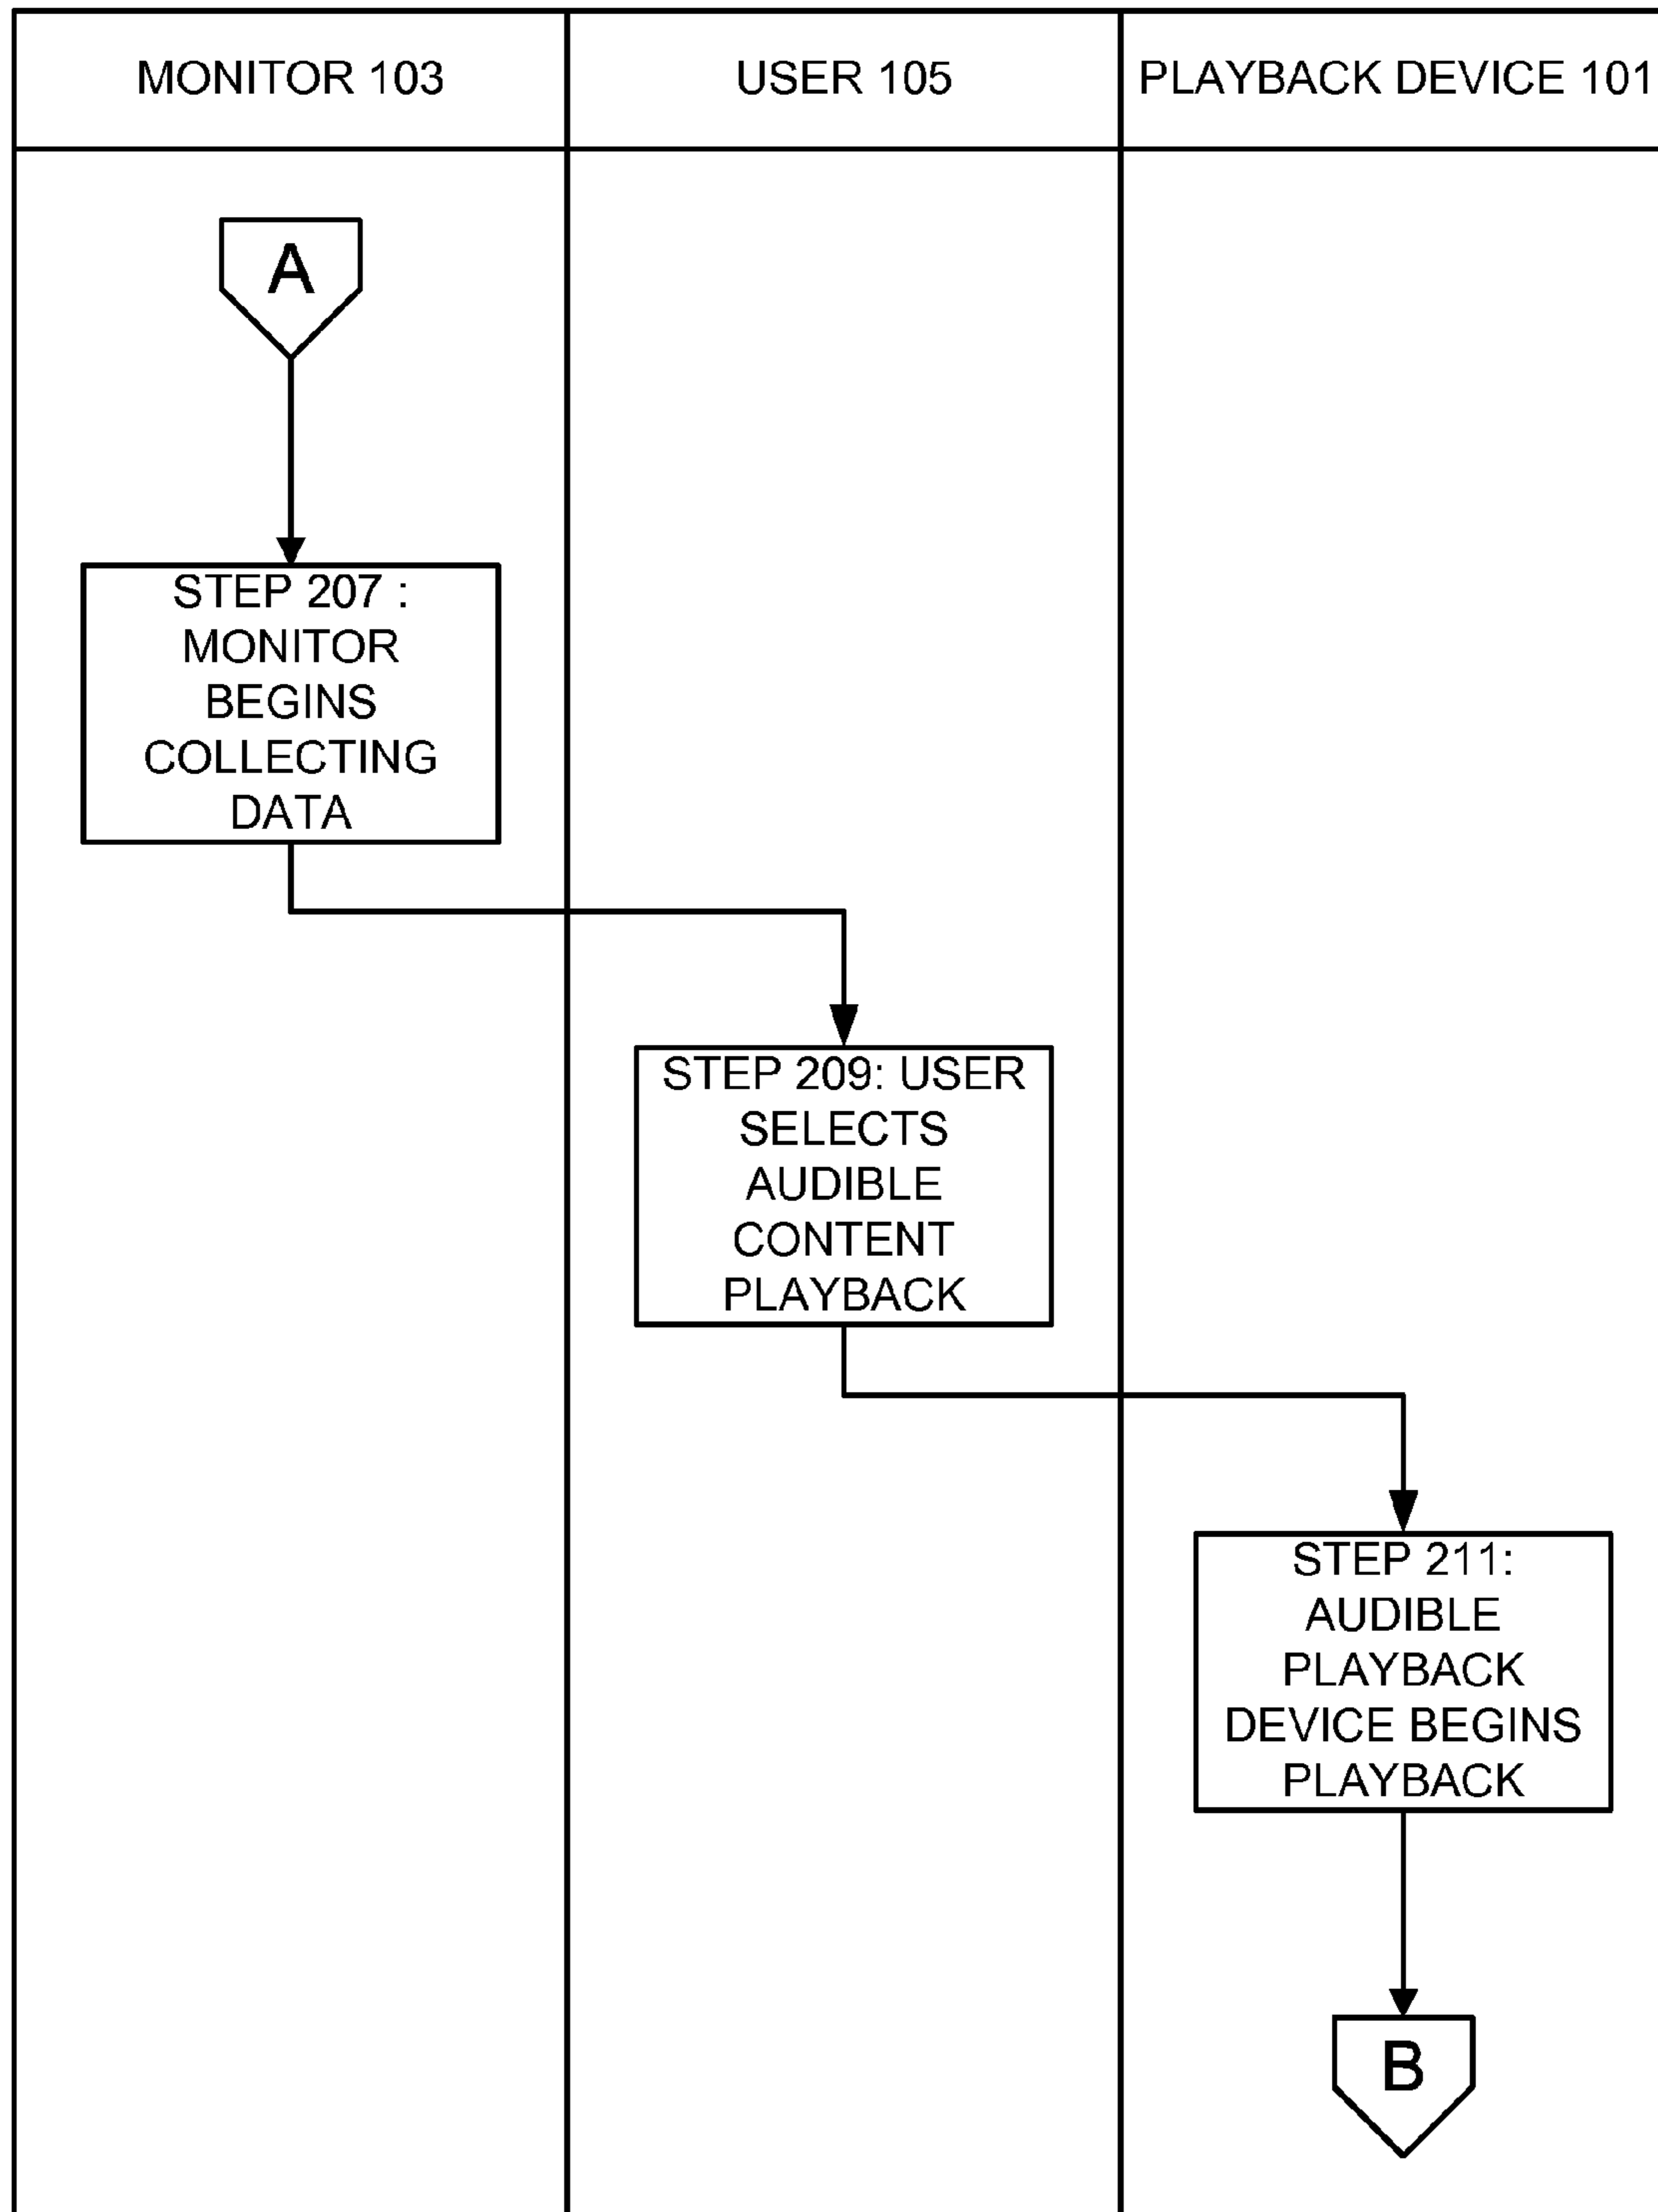 MONITOR 103
USER 105
PLAYBACK DEVICE 101
A
STEP 207 :
MONITOR
BEGINS
COLLECTING
DATA
STEP 209: USER
SELECTS
AUDIBLE
CONTENT
PLAYBACK
STEP 211:
AUDIBLE
PLAYBACK
DEVICE BEGINS
PLAYBACK
B